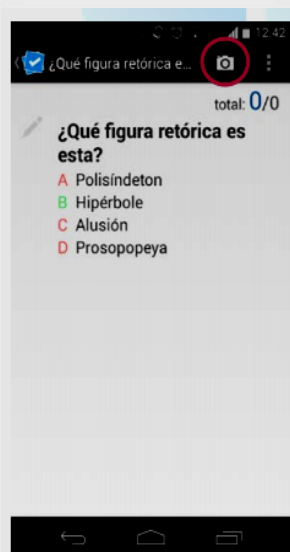 12:42
¿Qué figura retórica e...
total: 0/0
¿Qué figura retórica es
esta?
A Polisíndeton
B Hipérbole
C Alusión
D Prosopopeya